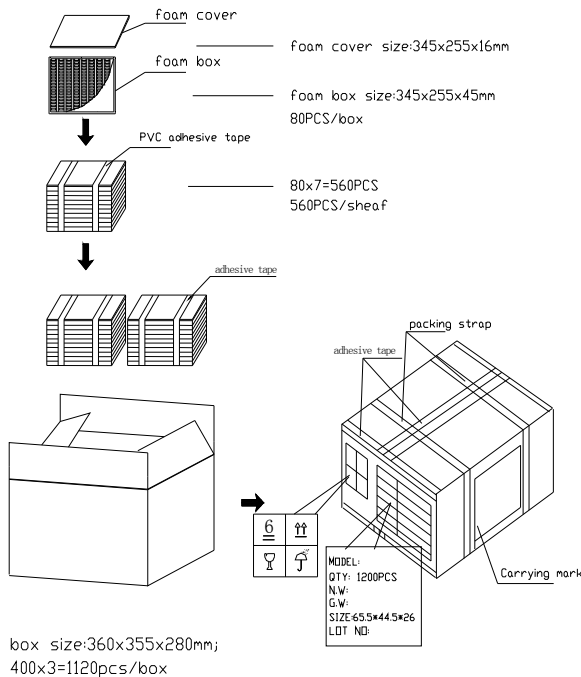 foam cover
foam cover size:345x255x16mm
foam box
foam box size:345x255x45mm
80PCS/box
PVC adhesive tape
80x7=560PCS
560PCS/sheaf
adhesive tape
packing strap
adhesive tape
6
MODEL:
QTY: 1200PCS
N.W:
G.W:
SIZE:65.5*44.5*26
LOT NO:
Carrying mark
box size:360x355x280mm;
400x3=1120pcs/box